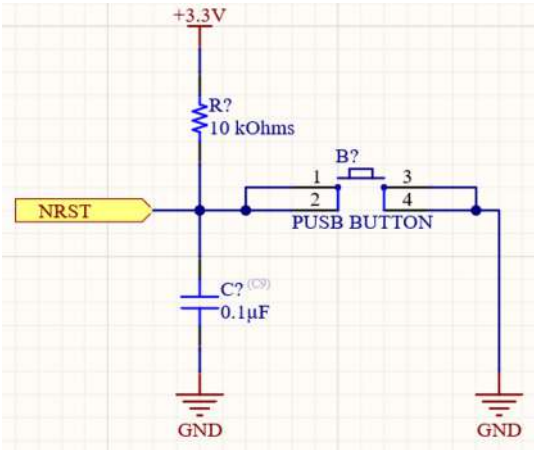 +3.3V
R?
10 kOhms
B?
1
3
NRST
2
4
PUSB BUTTON
C? (C9)
0.1µF
GND
GND